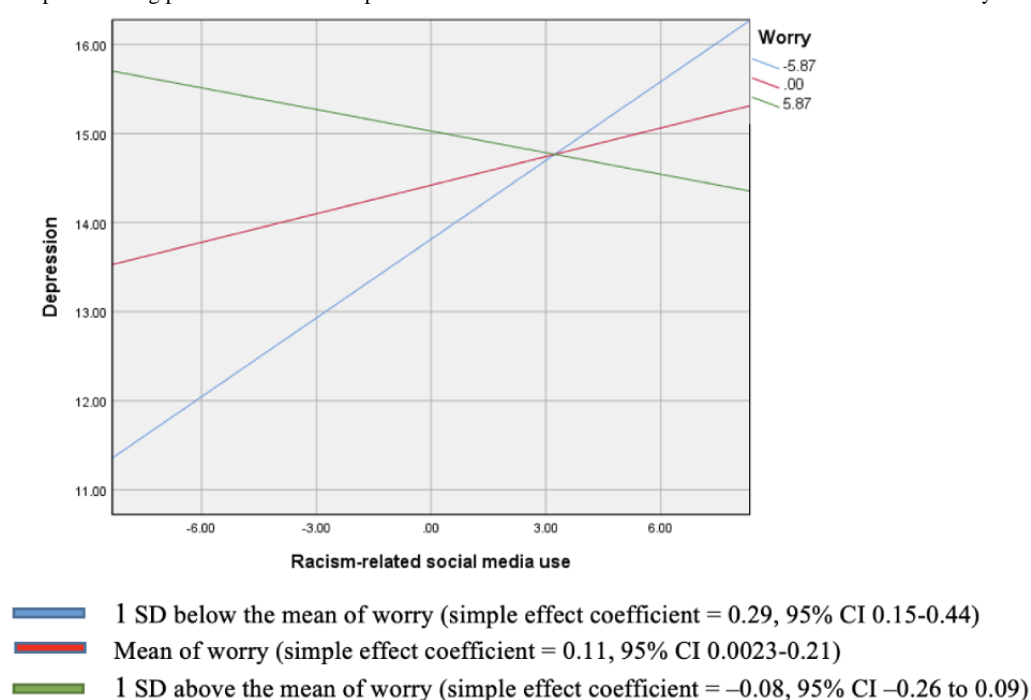 Worry
-5.87
.00
5.87
16.00
15.00
14.00
13.00
12.00
11.00
Depression
-6.00 -3.00 .00 3.00 6.00
Racism-related social media use
1 SD below the mean of worry (simple effect coefficient = 0.29, 95% CI 0.15-0.44)
Mean of worry (simple effect coefficient = 0.11, 95% CI 0.0023-0.21)
1 SD above the mean of worry (simple effect coefficient = –0.08, 95% CI –0.26 to 0.09)